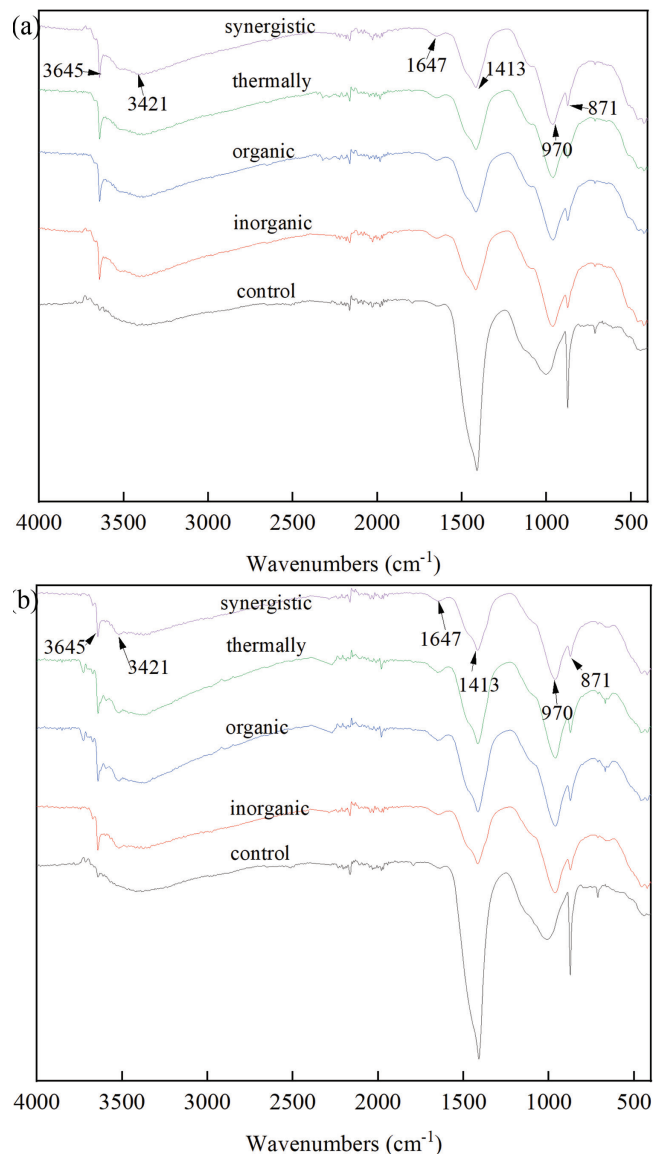 (a)
synergistic
3645
3421
1647
1413
thermally
871
970
organic
inorganic
control
4000 3500 3000 2500 2000 1500 1000 500
Wavenumbers (cm⁻¹)
b)
synergistic
3645
3421
1647
thermally
1413
871
970
organic
inorganic
control
4000 3500 3000 2500 2000 1500 1000 500
Wavenumbers (cm⁻¹)